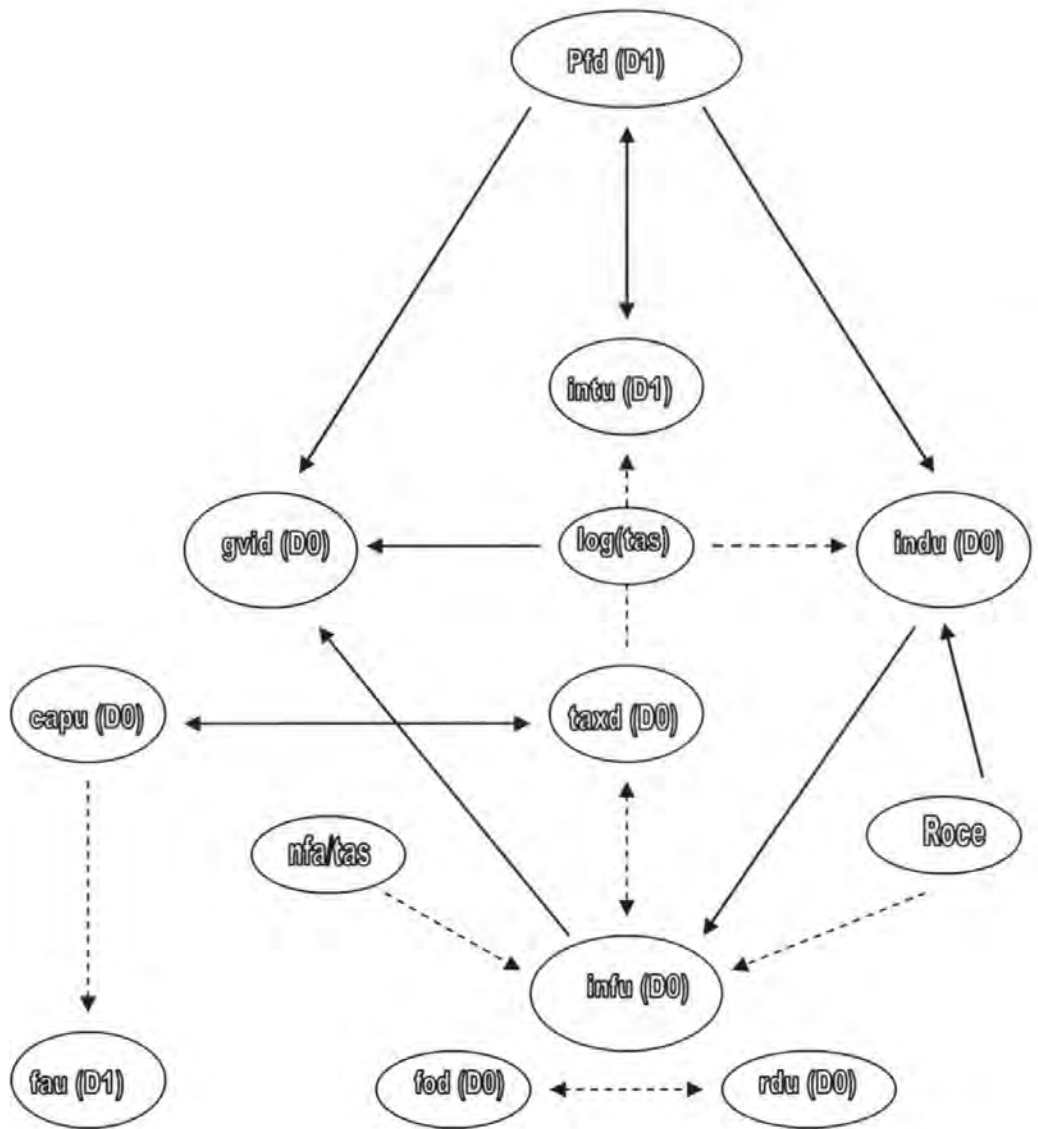 Pfd (D1)
intu (D1)
gvid (D0)
log(tas)
indu (D0)
capu (D0)
taxd (D0)
nfa/tas
Roce
infu (D0)
fau (D1)
fod (D0)
rdu (D0)